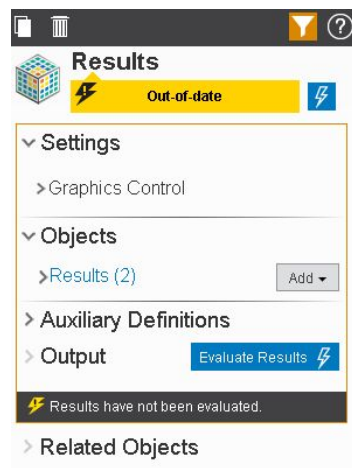 Results
Out-of-date
Settings
Graphics Control
Objects
Results (2)
Add
Auxiliary Definitions
Output
Evaluate Results
Results have not been evaluated.
Related Objects